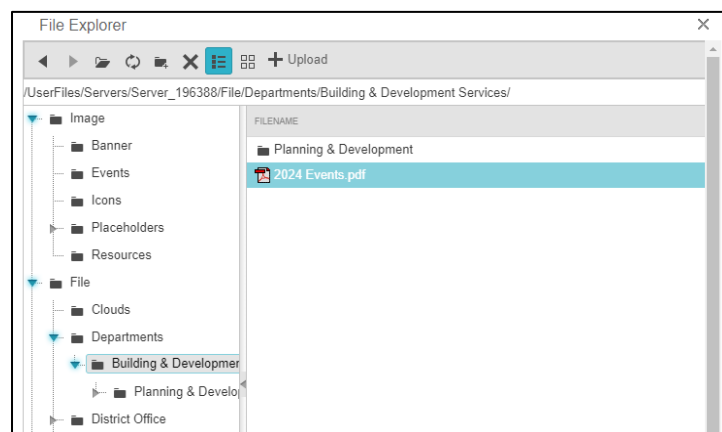 File Explorer
Upload
/UserFiles/Servers/Server_196388/File/Departments/Building & Development Services/
Image
Banner
Events
Icons
Placeholders
Resources
File
Clouds
Departments
Building & Developmer
Planning & Develo
District Office
FILENAME
Planning & Development
2024 Events.pdf